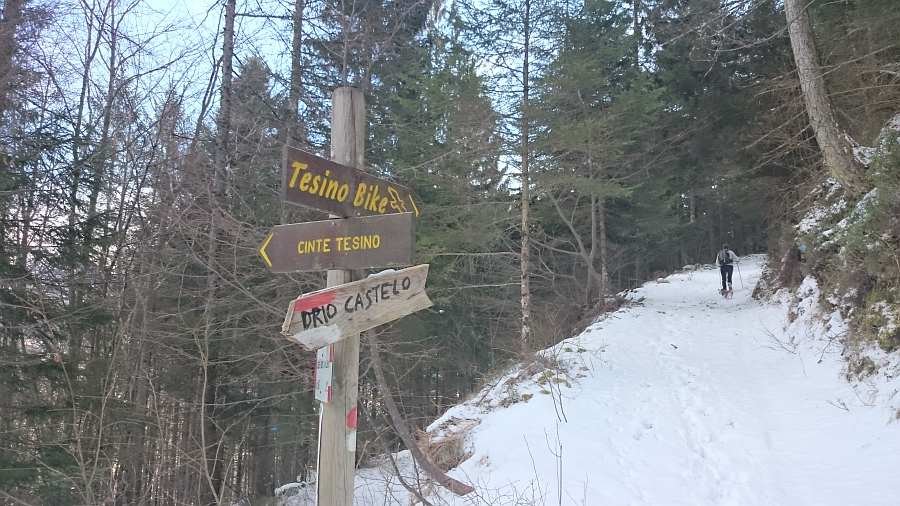 Tesino Bike
CINTE TESINO
DRIO CASTELO